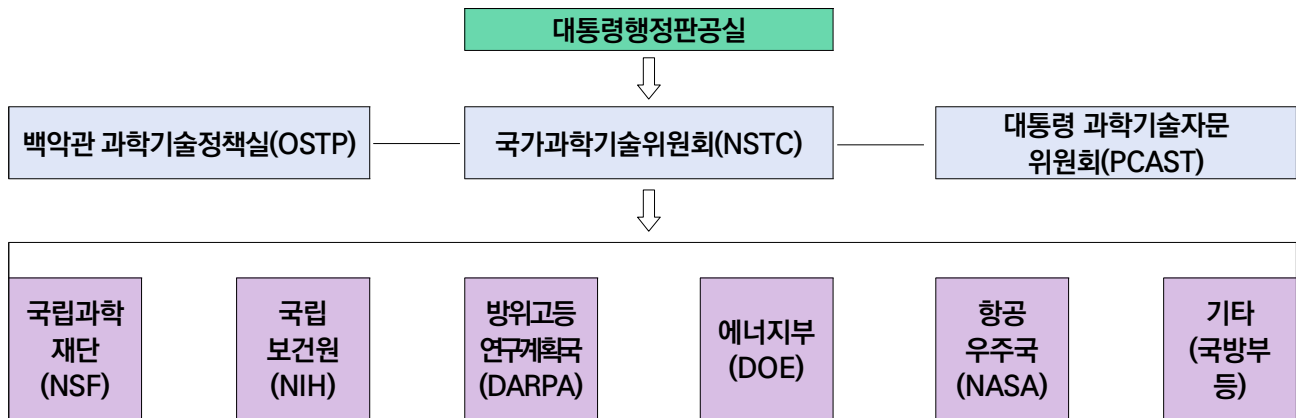 대통령행정판공실
백악관 과학기술정책실(OSTP)
국가과학기술위원회(NSTC)
대통령 과학기술자문
위원회(PCAST)
국립과학
재단
(NSF)
국립
보건원
(NIH)
방위고등
연구계획국
(DARPA)
에너지부
(DOE)
항공
우주국
(NASA)
기타
(국방부
등)